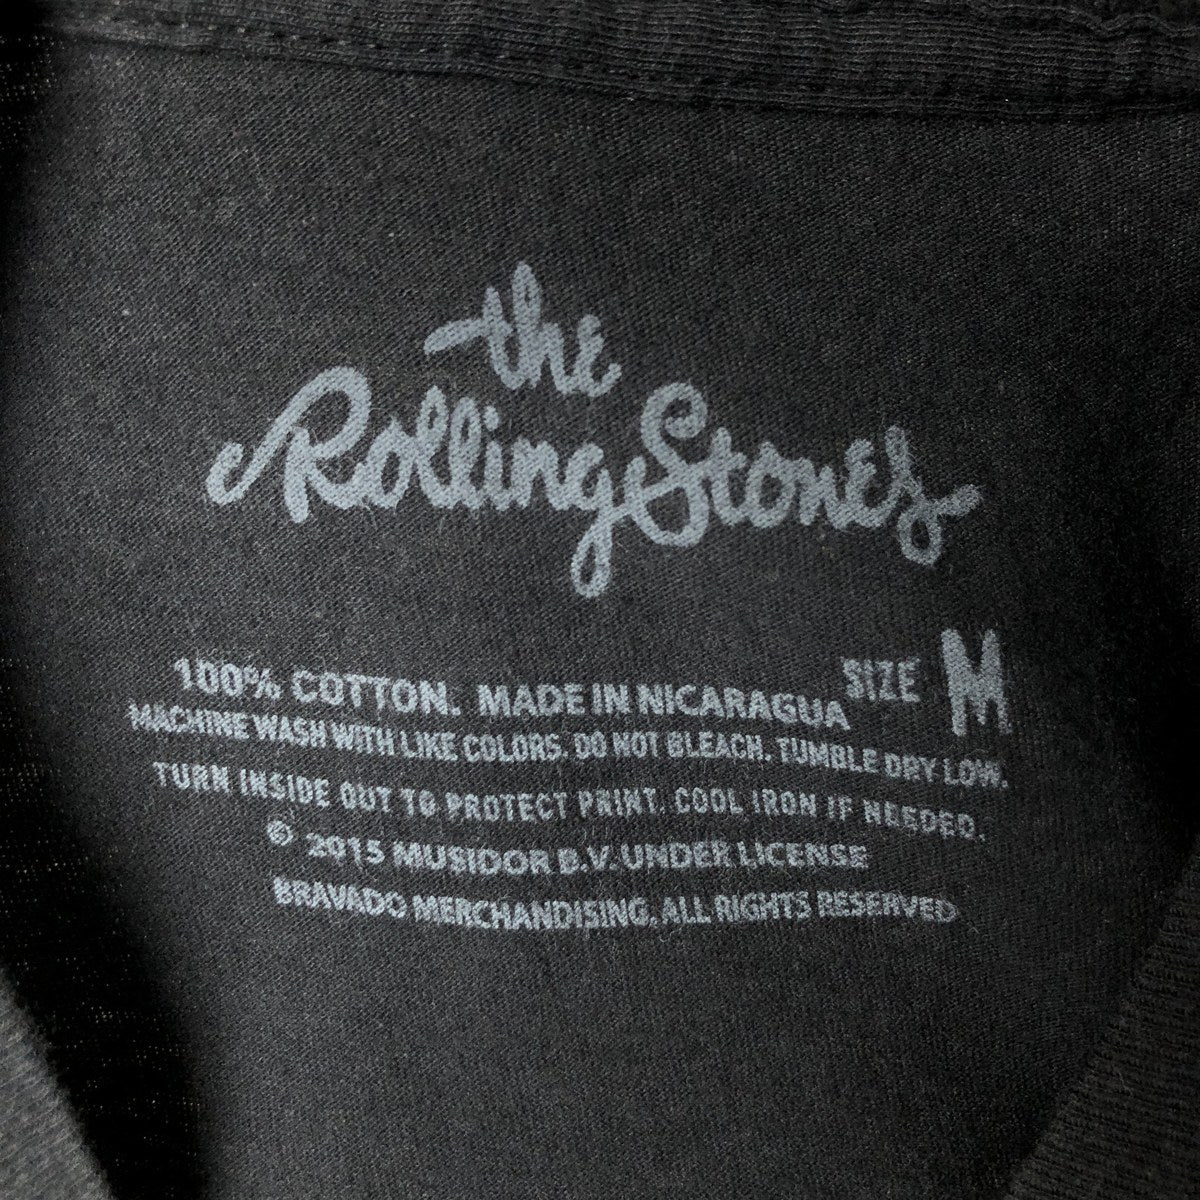 the
Rolling Stones
100% COTTON. MADE IN NICARAGUA SIZE M
MACHINE WASH WITH LIKE COLORS. DO NOT BLEACH. TUMBLE DRY LOW.
TURN INSIDE OUT TO PROTECT PRINT. COOL IRON IF NEEDED.
© 2015 MUSIDOR B.V. UNDER LICENSE
BRAVADO MERCHANDISING. ALL RIGHTS RESERVED